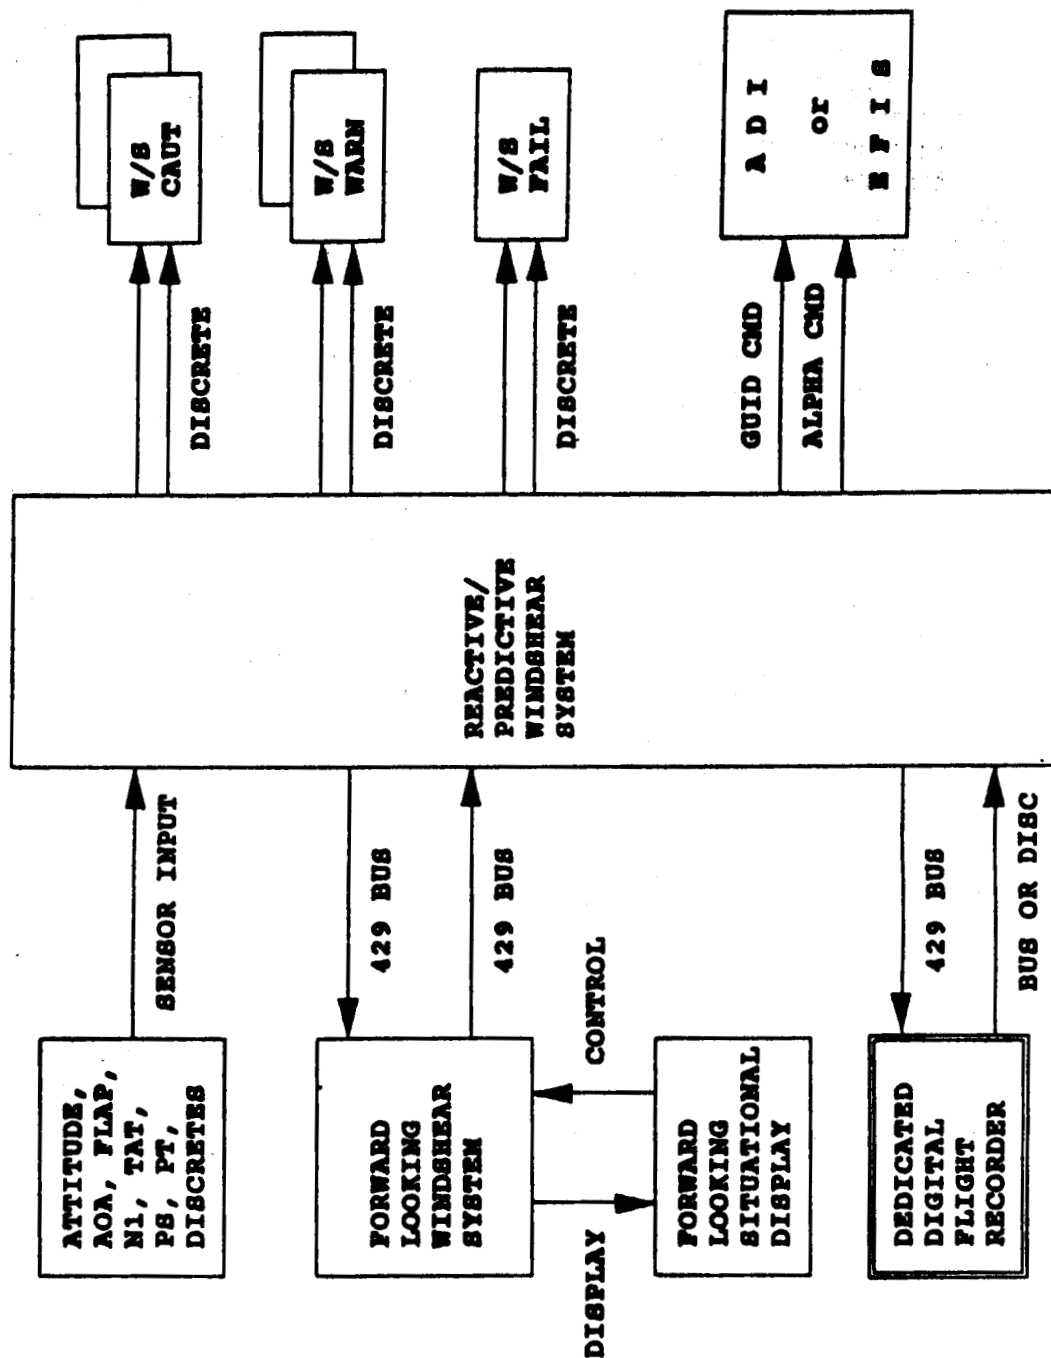 ATTITUDE,
AOA, FLAP,
N1, TAT,
PS, PT,
DISCRETES
SENSOR INPUT
FORWARD
LOOKING
WINDSHEAR
SYSTEM
429 BUS
429 BUS
DISPLAY
CONTROL
FORWARD
LOOKING
SITUATIONAL
DISPLAY
DEDICATED
DIGITAL
FLIGHT
RECORDER
429 BUS
BUS OR DISC
REACTIVE/
PREDICTIVE
WINDSHEAR
SYSTEM
DISCRETE
W/S
CAUT
DISCRETE
W/S
WARN
DISCRETE
W/S
FAIL
GUID CMD
ALPHA CMD
A D I
or
E F I S